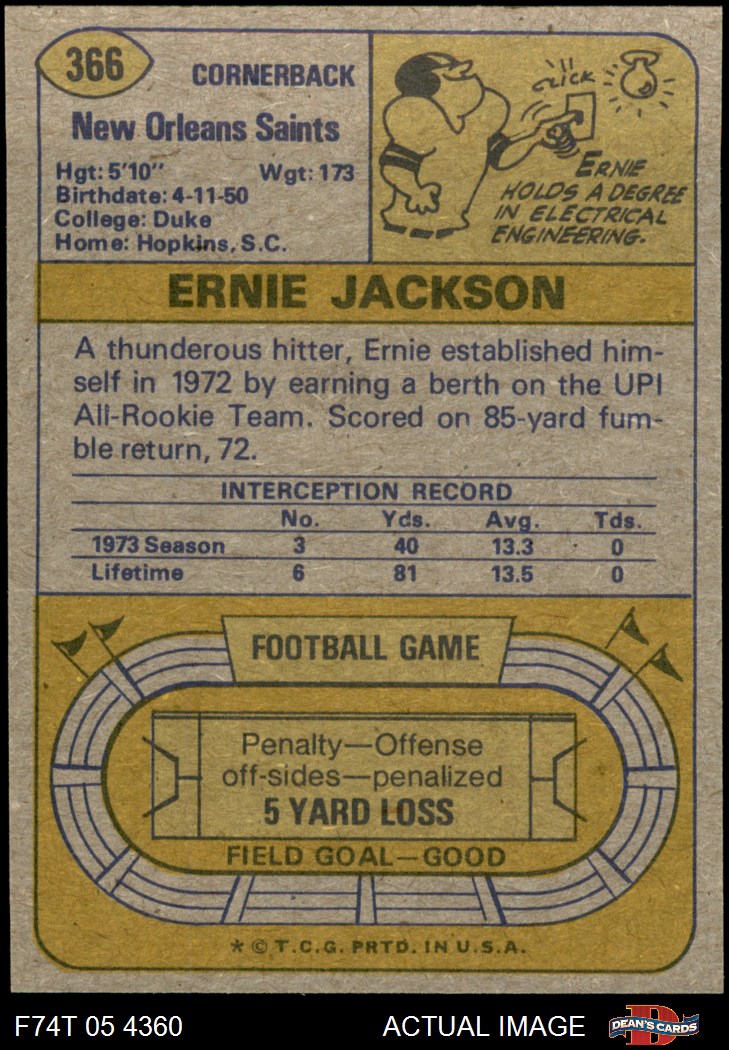 366
CORNERBACK
New Orleans Saints
Hgt: 5'10" Wgt: 173
Birthdate: 4-11-50
College: Duke
Home: Hopkins, S.C.
CLICK
ERNIE
HOLDS A DEGREE
IN ELECTRICAL
ENGINEERING.
ERNIE JACKSON
A thunderous hitter, Ernie established him-
self in 1972 by earning a berth on the UPI
All-Rookie Team. Scored on 85-yard fum-
ble return, 72.
INTERCEPTION RECORD
No. Yds. Avg. Tds.
1973 Season 3 40 13.3 0
Lifetime 6 81 13.5 0
FOOTBALL GAME
Penalty—Offense
off-sides—penalized
5 YARD LOSS
FIELD GOAL—GOOD
* © T.C.G. PRTD. IN U.S.A.
F74T 05 4360 ACTUAL IMAGE
D
DEAN'S CARDS